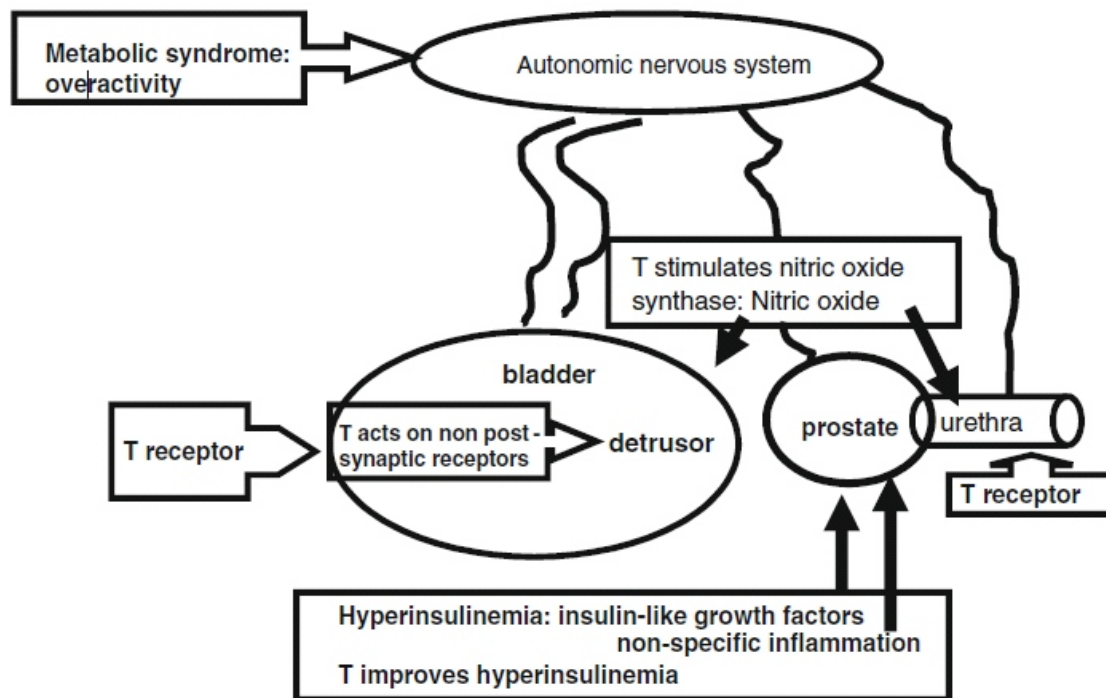 Metabolic syndrome:
overactivity
Autonomic nervous system
T stimulates nitric oxide
synthase: Nitric oxide
bladder
T receptor
T acts on non post-
synaptic receptors
detrusor
prostate
urethra
T receptor
Hyperinsulinemia: insulin-like growth factors
non-specific inflammation
T improves hyperinsulinemia